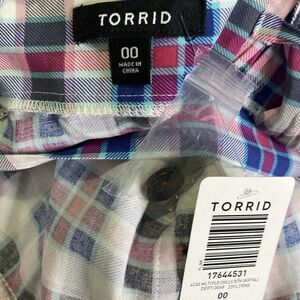 TORRID
00
MADE IN
CHINA
TORRID
17644531
00